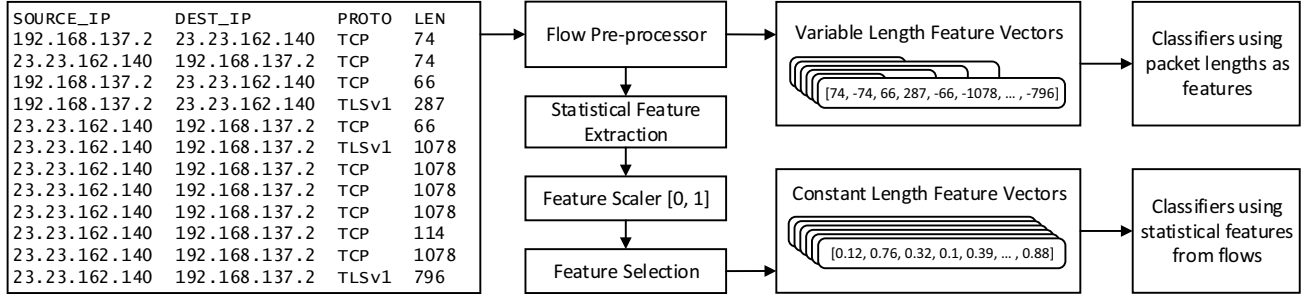 SOURCE_IP DEST_IP PROTO LEN
192.168.137.2 23.23.162.140 TCP 74
23.23.162.140 192.168.137.2 TCP 74
192.168.137.2 23.23.162.140 TCP 66
192.168.137.2 23.23.162.140 TLSv1 287
23.23.162.140 192.168.137.2 TCP 66
23.23.162.140 192.168.137.2 TLSv1 1078
23.23.162.140 192.168.137.2 TCP 1078
23.23.162.140 192.168.137.2 TCP 1078
23.23.162.140 192.168.137.2 TCP 1078
23.23.162.140 192.168.137.2 TCP 114
23.23.162.140 192.168.137.2 TCP 1078
23.23.162.140 192.168.137.2 TLSv1 796
Flow Pre-processor
Statistical Feature
Extraction
Feature Scaler [0, 1]
Feature Selection
Variable Length Feature Vectors
[74, -74, 66, 287, -66, -1078, ... , -796]
Classifiers using
packet lengths as
features
Constant Length Feature Vectors
[0.12, 0.76, 0.32, 0.1, 0.39, ... , 0.88]
Classifiers using
statistical features
from flows